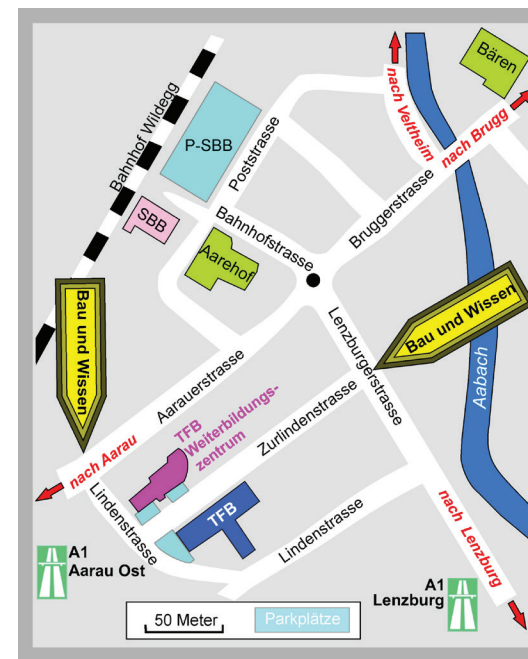 Bären
nach Veltheim
nach Brugg
Bahnhof Wildegg
P-SBB
Poststrasse
Bruggerstrasse
SBB
Bahnhofstrasse
Aarehof
Bau und Wissen
Bau und Wissen
Aabach
Lenzburgerstrasse
Aarauerstrasse
Zurlindenstrasse
TFB
Weiterbildungs-
zentrum
nach Aarau
Lindenstrasse
TFB
Lindenstrasse
nach Lenzburg
A1
Aarau Ost
A1
Lenzburg
50 Meter
Parkplätze